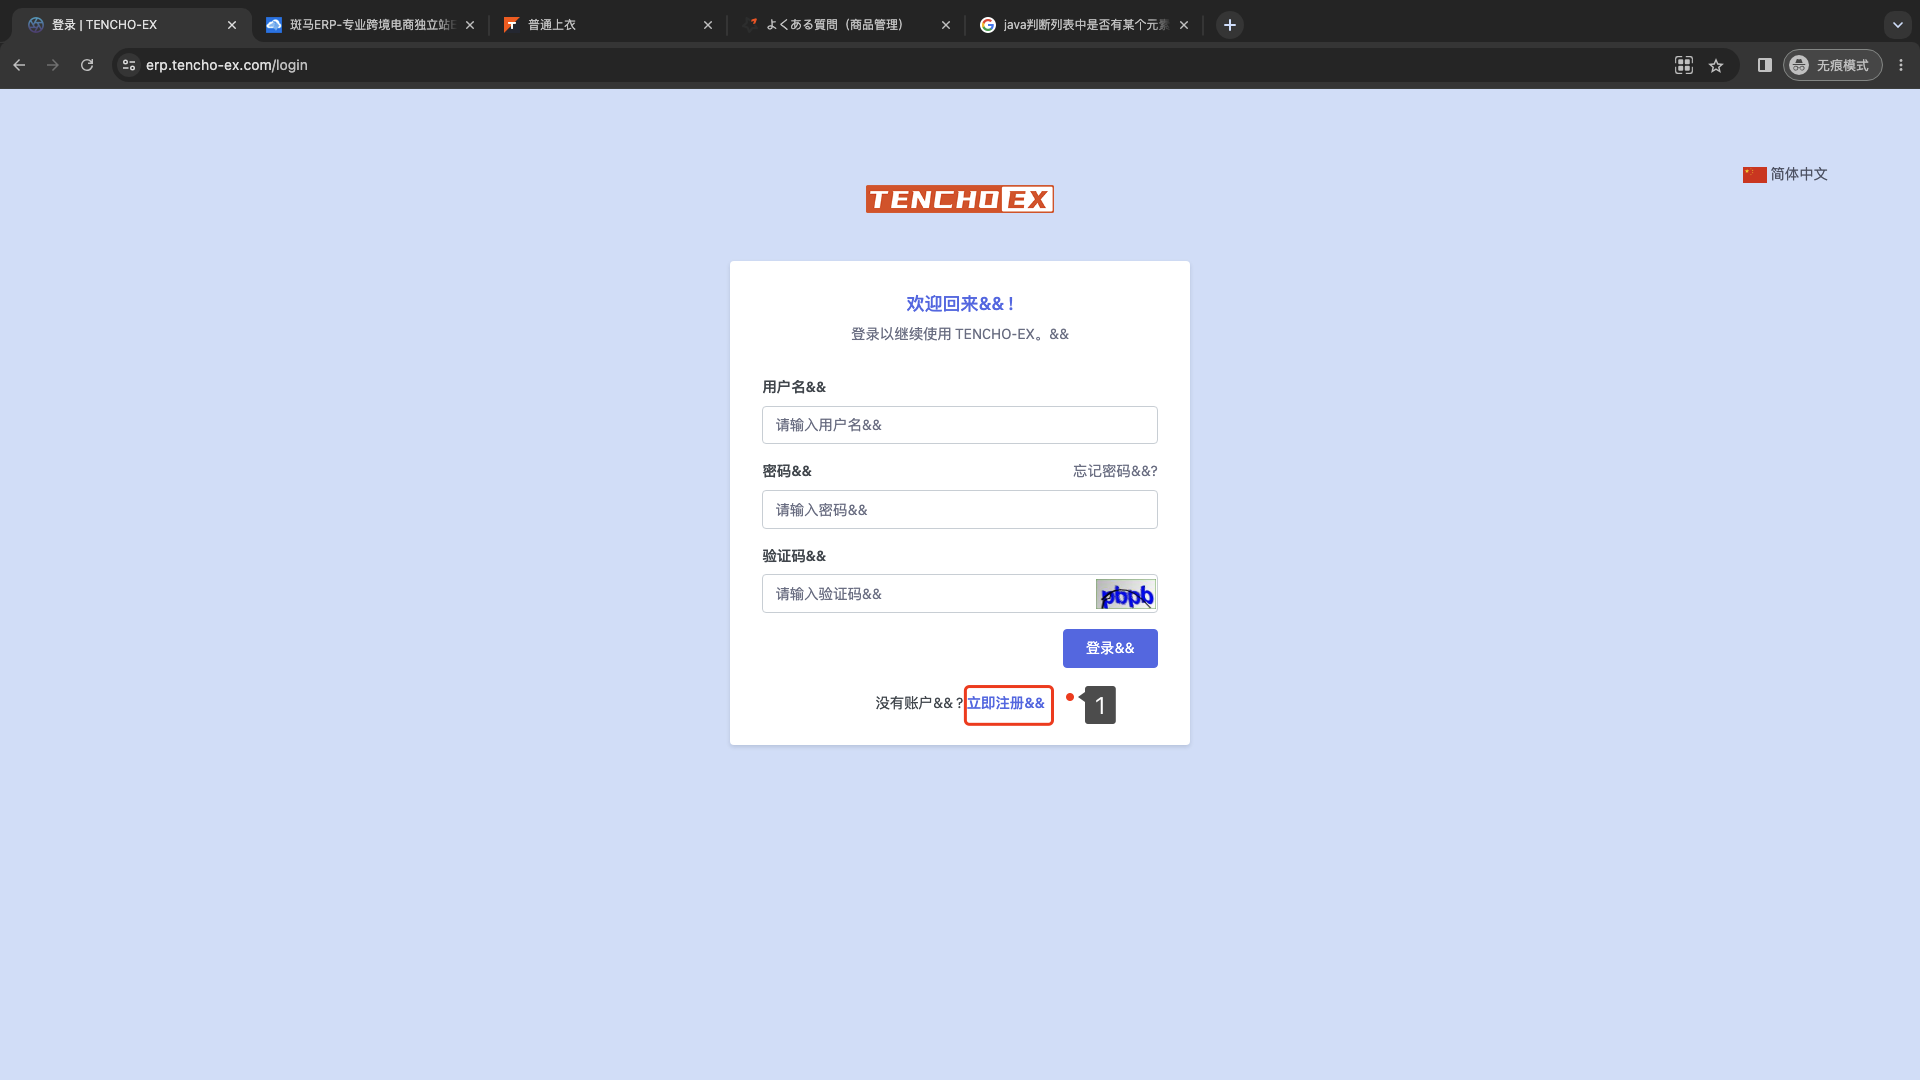 登录 | TENCHO-EX
斑马ERP-专业跨境电商独立站E
普通上衣
よくある質問（商品管理）
java判断列表中是否有某个元素
erp.tencho-ex.com/login
无痕模式
简体中文
TENCHO EX
欢迎回来&&！
登录以继续使用 TENCHO-EX。&&
用户名&&
请输入用户名&&
密码&&
忘记密码&&?
请输入密码&&
验证码&&
请输入验证码&&
登录&&
没有账户&& ? 立即注册&&
1